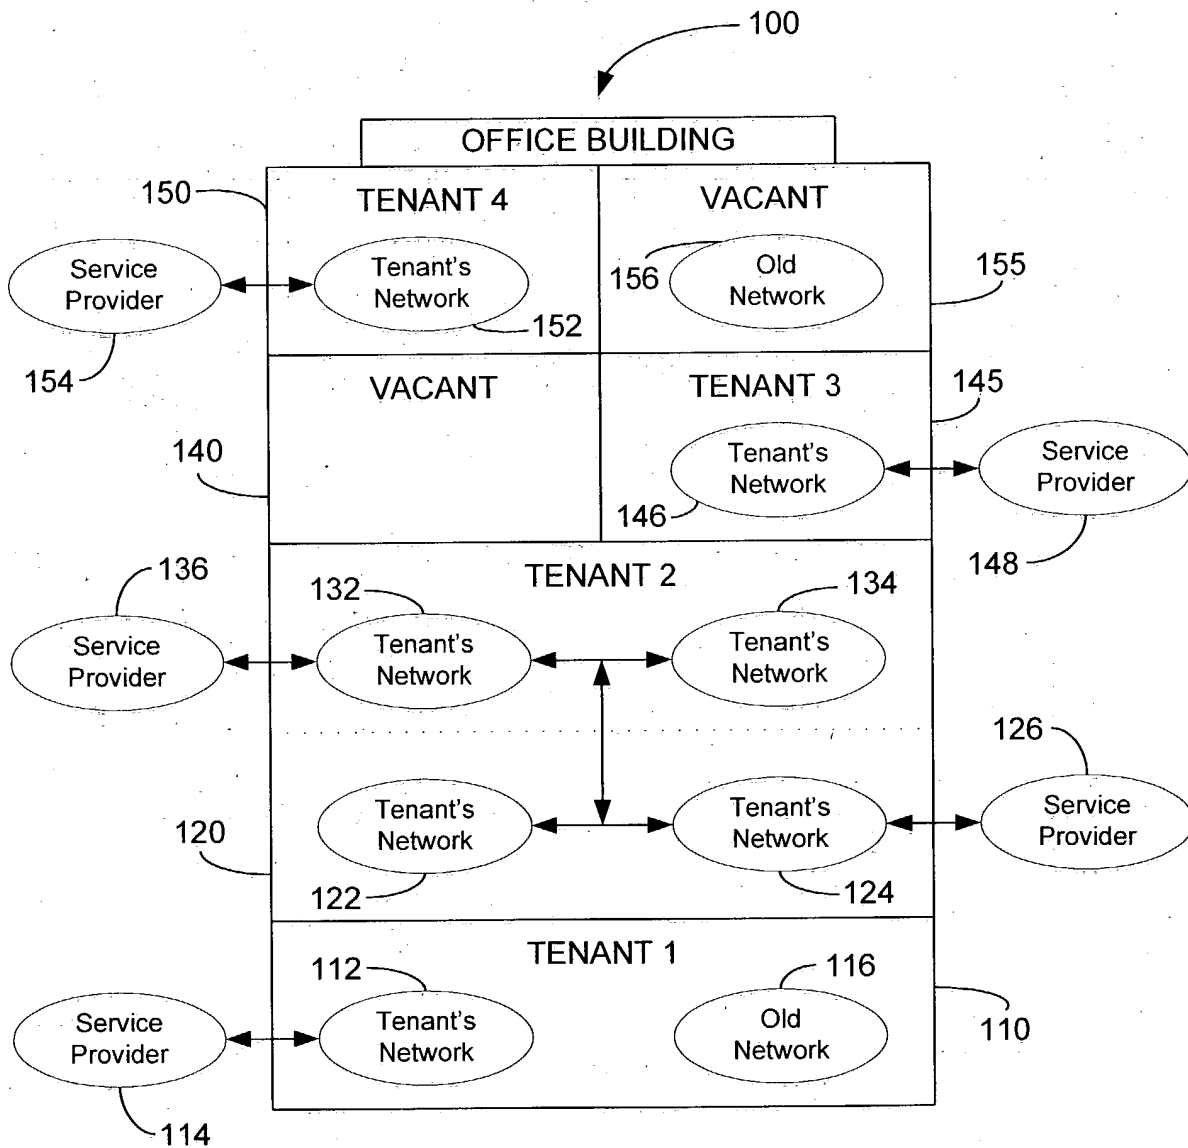 100
OFFICE BUILDING
150
TENANT 4
VACANT
Service
Provider
Tenant's
Network
156
Old
Network
155
152
154
VACANT
TENANT 3
145
140
Tenant's
Network
Service
Provider
146
148
136
TENANT 2
132
134
Service
Provider
Tenant's
Network
Tenant's
Network
126
120
Tenant's
Network
Tenant's
Network
Service
Provider
122
124
TENANT 1
112
116
Service
Provider
Tenant's
Network
Old
Network
110
114